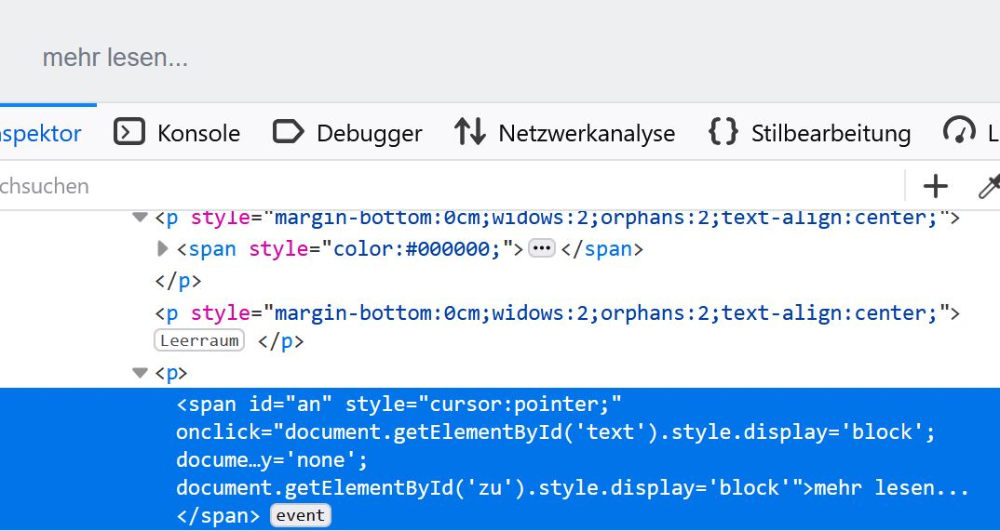 mehr lesen...
nspektor Konsole Debugger Netzwerkanalyse Stilbearbeitung L
chsuchen
<p style="margin-bottom:0cm;widows:2;orphans:2;text-align:center;">
<span style="color:#000000;">…</span>
</p>
<p style="margin-bottom:0cm;widows:2;orphans:2;text-align:center;">
Leerraum </p>
<p>
<span id="an" style="cursor:pointer;"
onclick="document.getElementById('text').style.display='block';
docume…y='none';
document.getElementById('zu').style.display='block'">mehr lesen...
</span> event